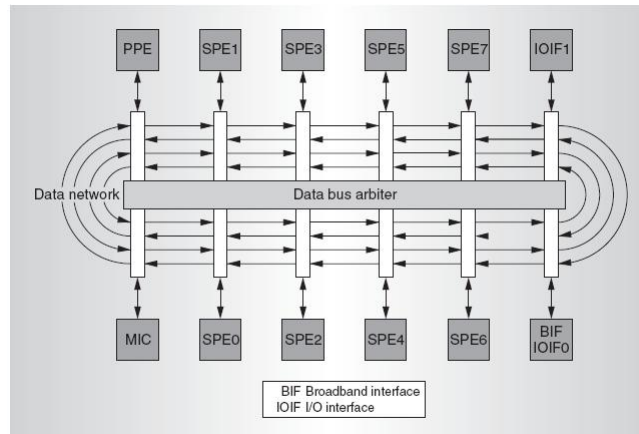 PPE
SPE1
SPE3
SPE5
SPE7
IOIF1
Data network
Data bus arbiter
MIC
SPE0
SPE2
SPE4
SPE6
BIF
IOIF0
BIF Broadband interface
IOIF I/O interface